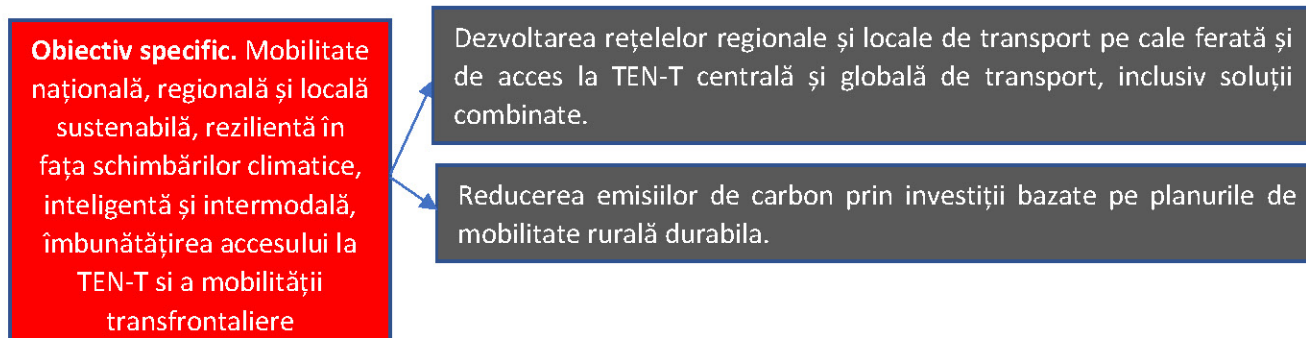 Obiectiv specific. Mobilitate
națională, regională și locală
sustenabilă, rezilientă în
fața schimbărilor climatice,
inteligentă și intermodală,
îmbunătățirea accesului la
TEN-T si a mobilității
transfrontaliere
Dezvoltarea rețelelor regionale și locale de transport pe cale ferată și
de acces la TEN-T centrală și globală de transport, inclusiv soluții
combinate.
Reducerea emisiilor de carbon prin investiții bazate pe planurile de
mobilitate rurală durabila.